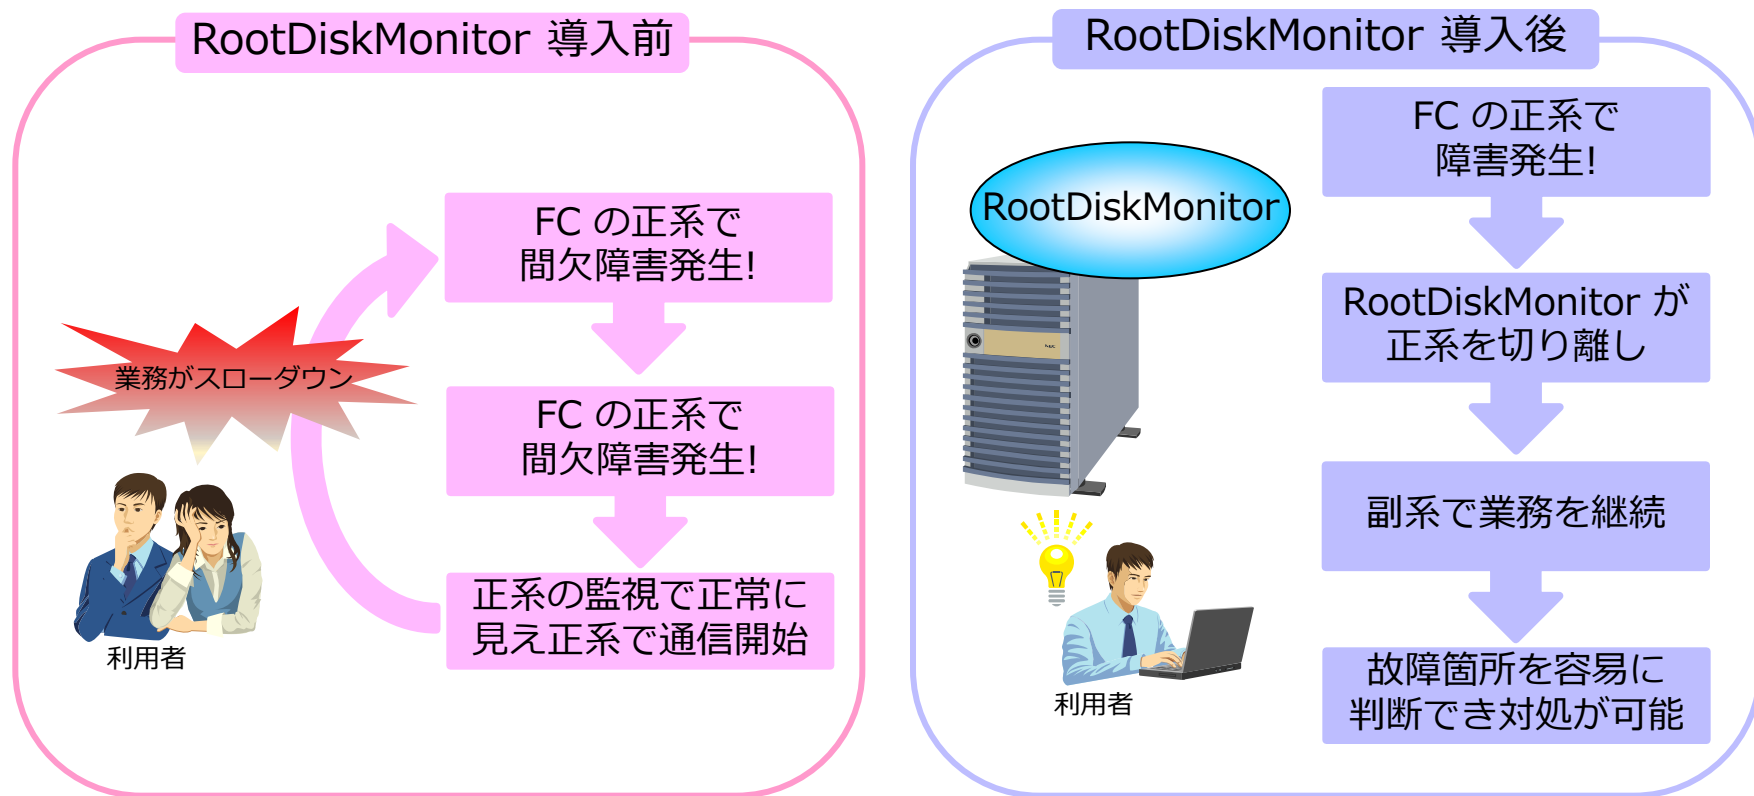 RootDiskMonitor 導入前
FC の正系で
間欠障害発生!
業務がスローダウン
FC の正系で
間欠障害発生!
正系の監視で正常に
見え正系で通信開始
利用者
RootDiskMonitor 導入後
RootDiskMonitor
FC の正系で
障害発生!
RootDiskMonitor が
正系を切り離し
副系で業務を継続
故障箇所を容易に
判断でき対処が可能
利用者